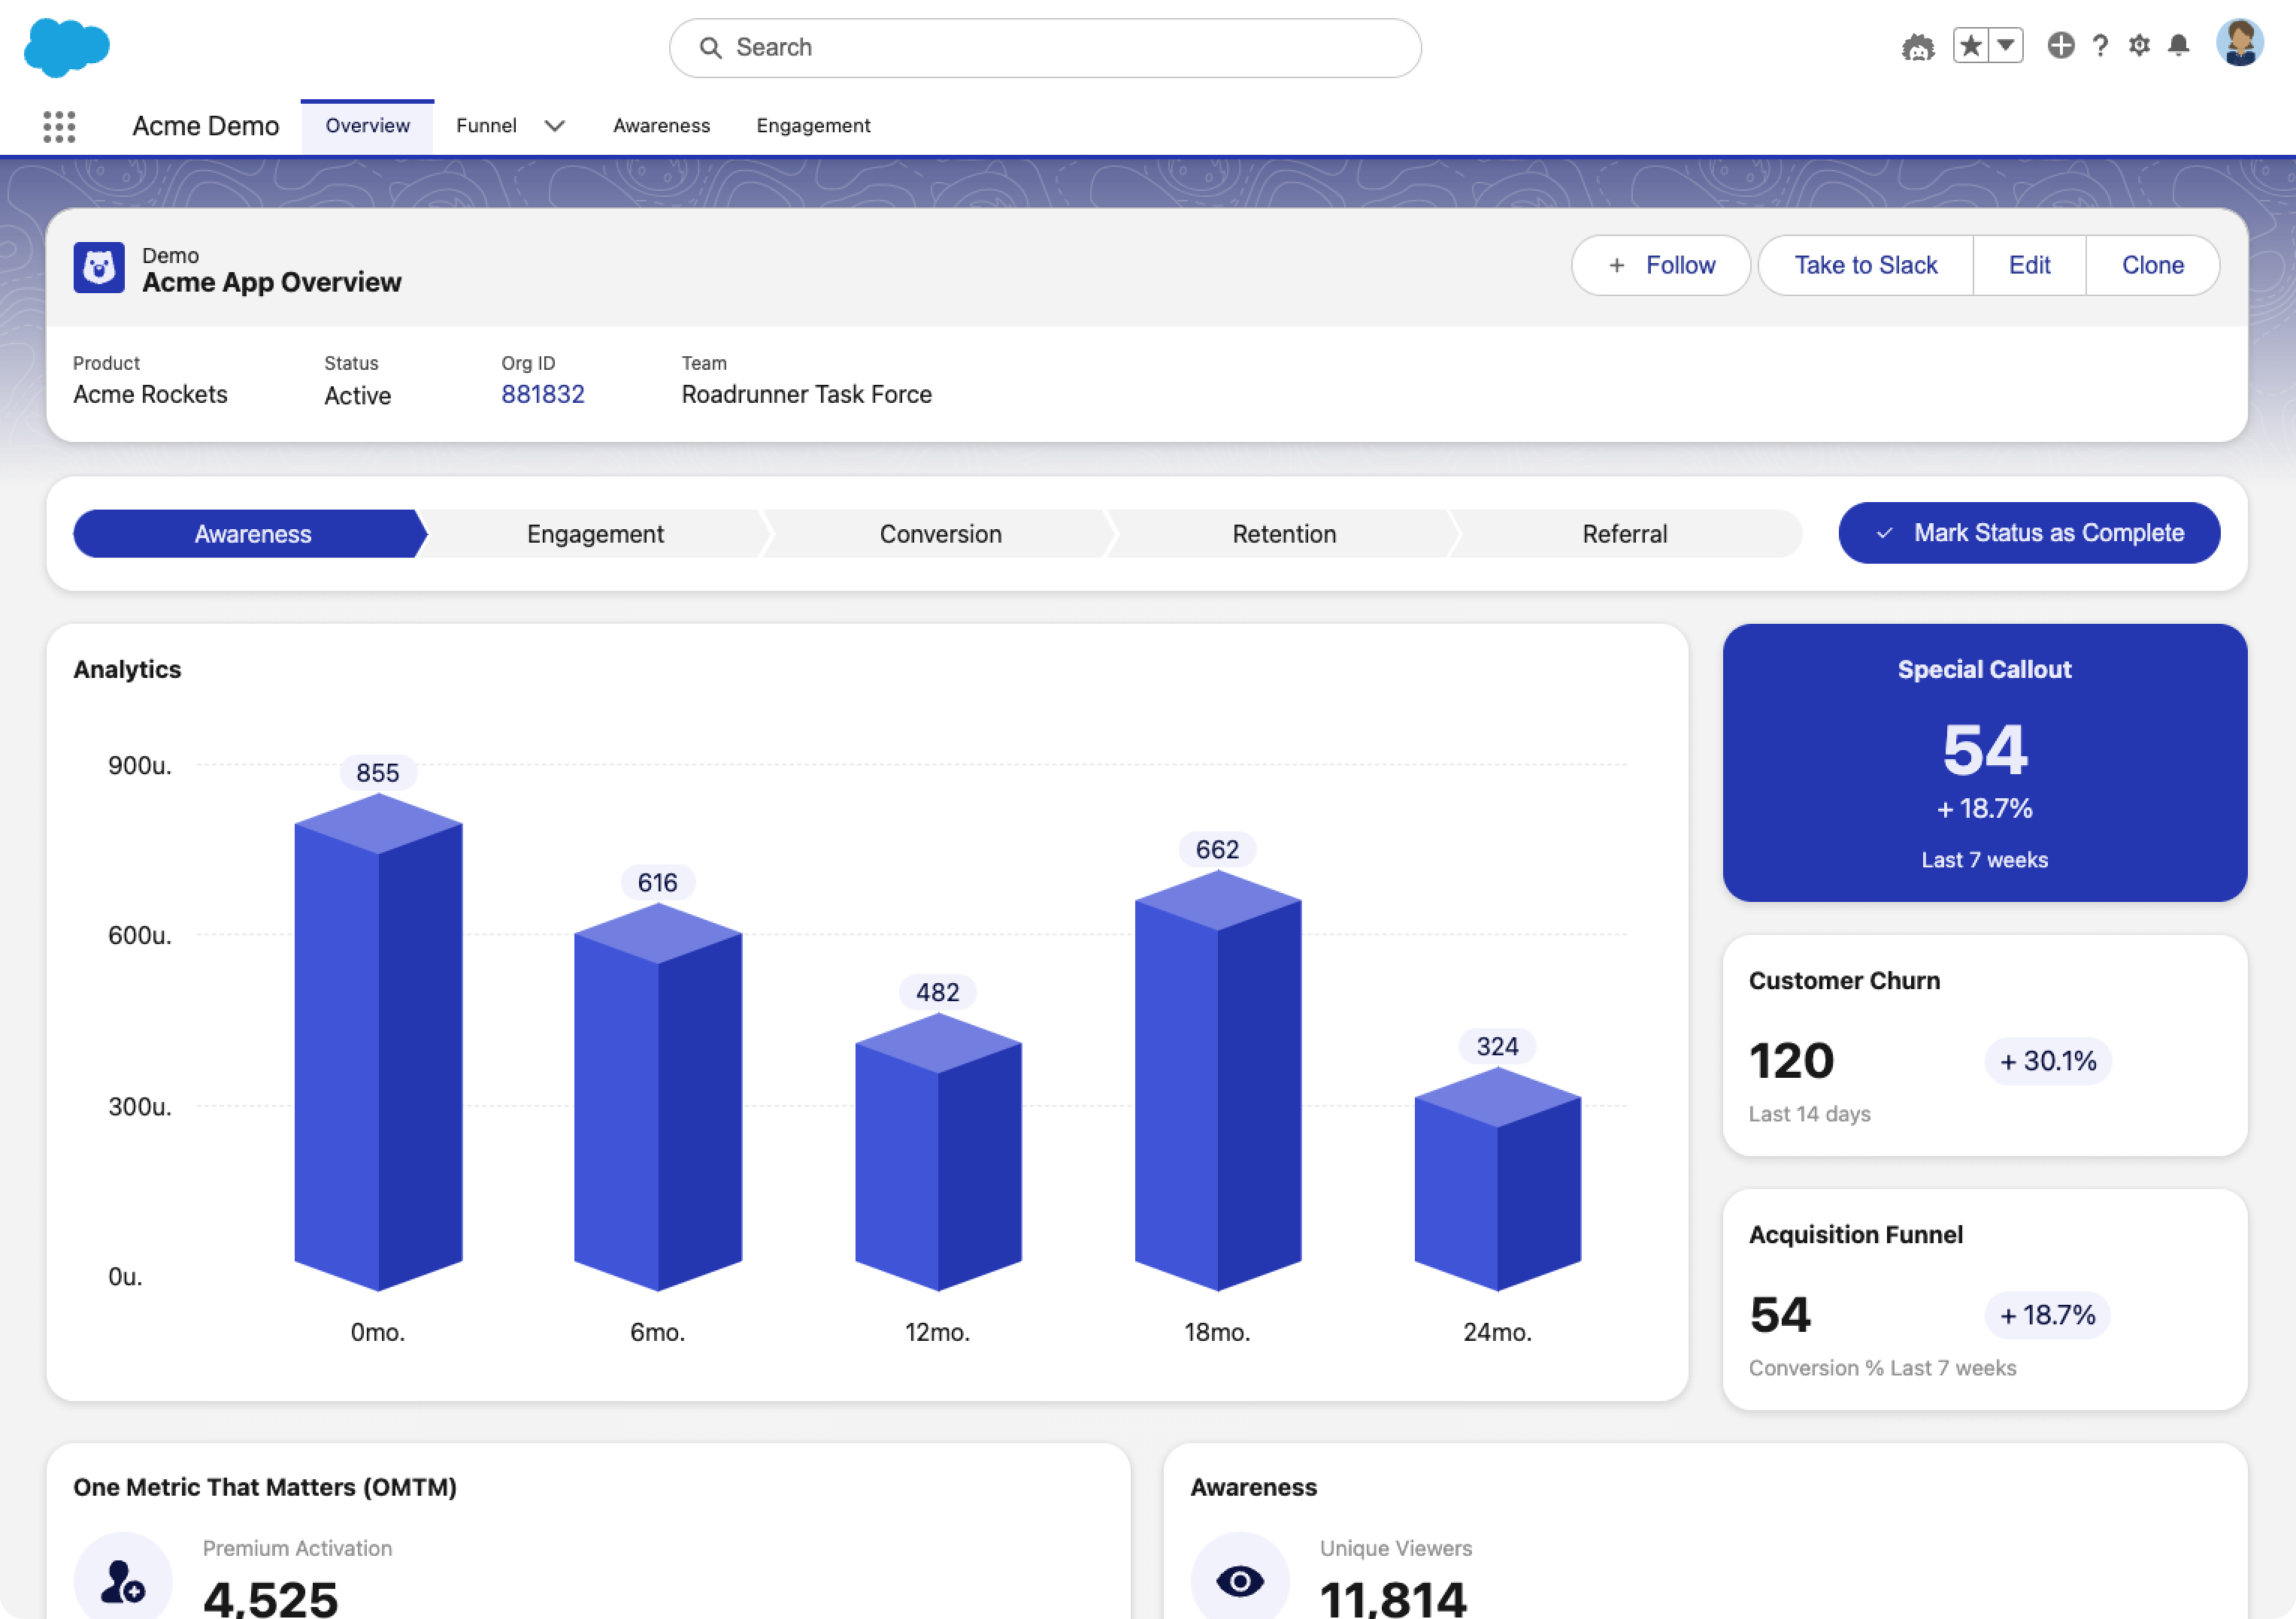 Search
Acme Demo
Overview
Funnel
Awareness
Engagement
Demo
Acme App Overview
+ Follow
Take to Slack
Edit
Clone
Product
Acme Rockets
Status
Active
Org ID
881832
Team
Roadrunner Task Force
Awareness
Engagement
Conversion
Retention
Referral
Mark Status as Complete
Analytics
900u.
600u.
300u.
0u.
855
616
482
662
324
0mo.
6mo.
12mo.
18mo.
24mo.
Special Callout
54
+ 18.7%
Last 7 weeks
Customer Churn
120
+ 30.1%
Last 14 days
Acquisition Funnel
54
+ 18.7%
Conversion % Last 7 weeks
One Metric That Matters (OMTM)
Premium Activation
4,525
Awareness
Unique Viewers
11,814